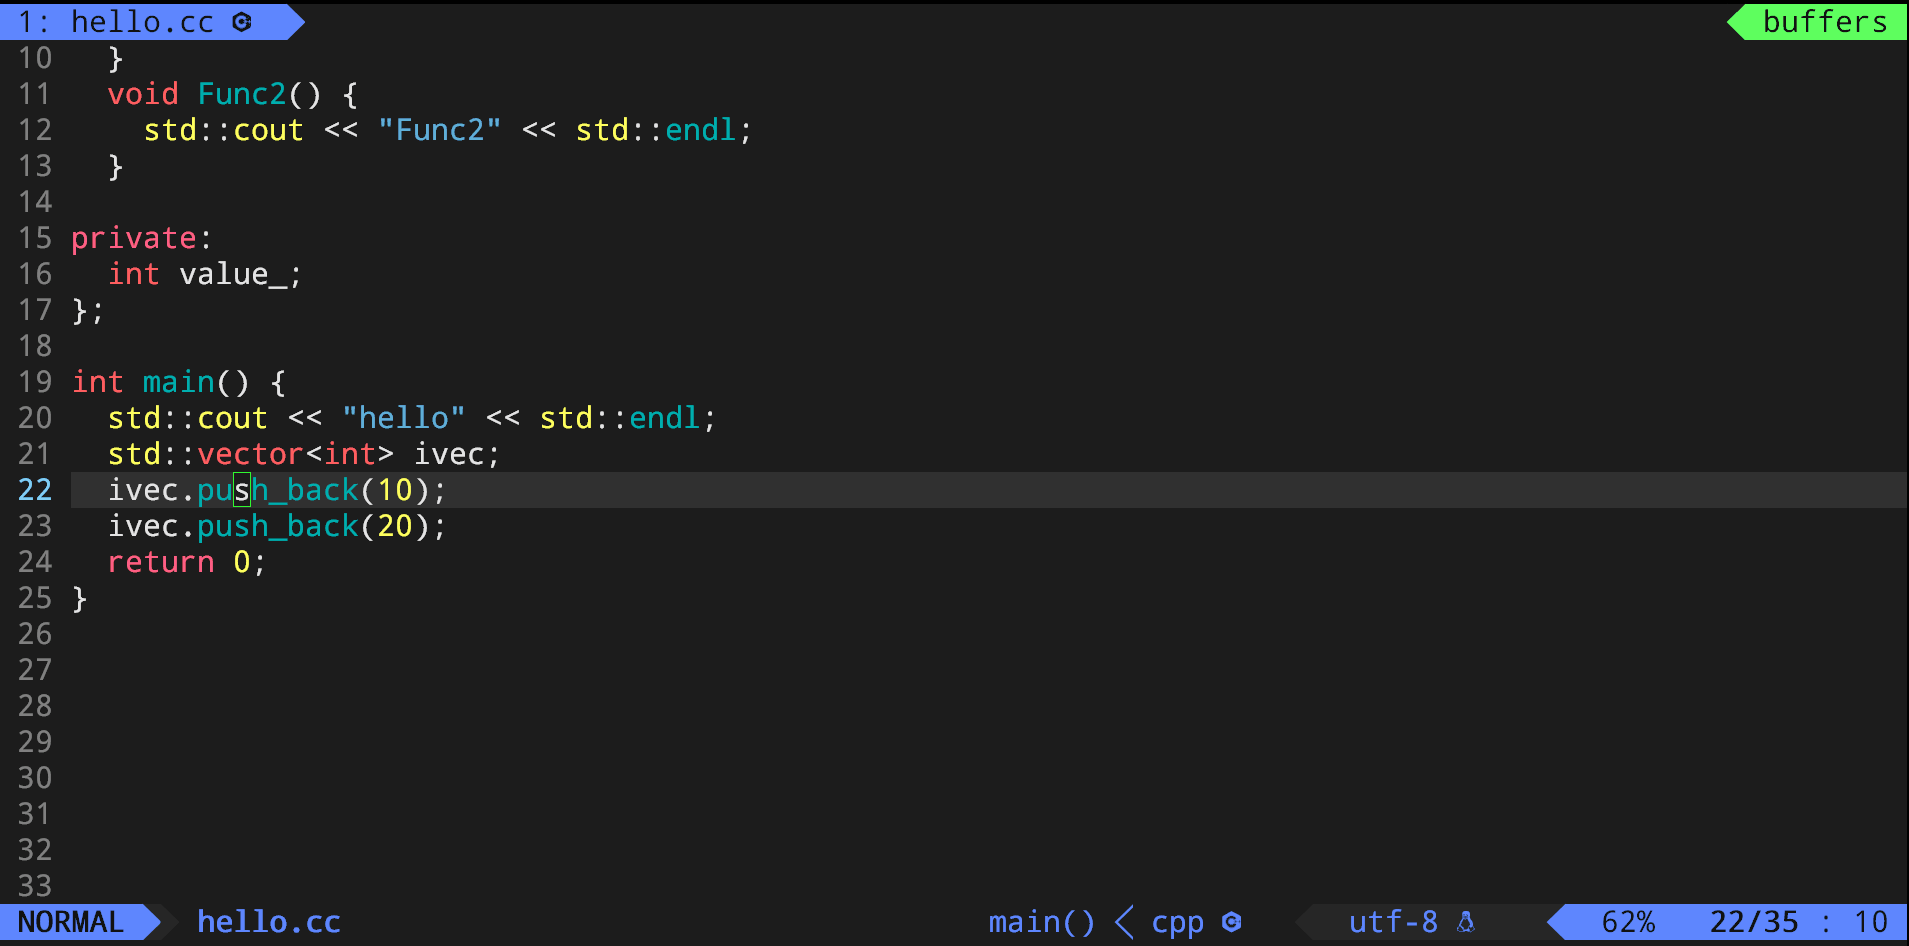 1: hello.cc buffers
10   }
11   void Func2() {
12     std::cout << "Func2" << std::endl;
13   }
14
15 private:
16   int value_;
17 };
18
19 int main() {
20   std::cout << "hello" << std::endl;
21   std::vector<int> ivec;
22   ivec.push_back(10);
23   ivec.push_back(20);
24   return 0;
25 }
26
27
28
29
30
31
32
33
NORMAL hello.cc main() cpp utf-8 62% 22/35 : 10